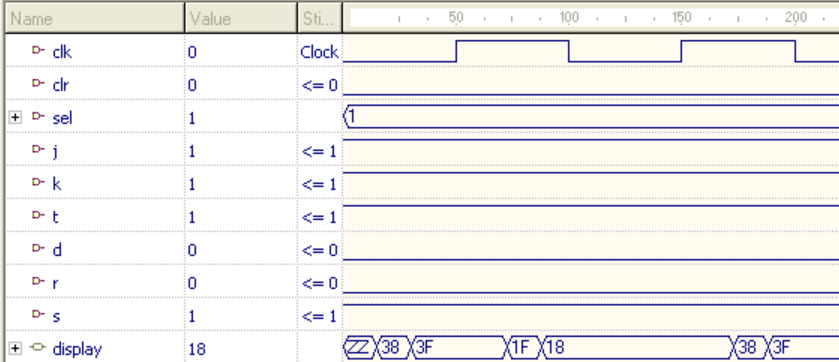 Name Value Sti... 50 100 150 200
clk 0 Clock
clr 0 <= 0
sel 1 1
j 1 <= 1
k 1 <= 1
t 1 <= 1
d 0 <= 0
r 0 <= 0
s 1 <= 1
display 18 ZZ 38 3F 1F 18 38 3F